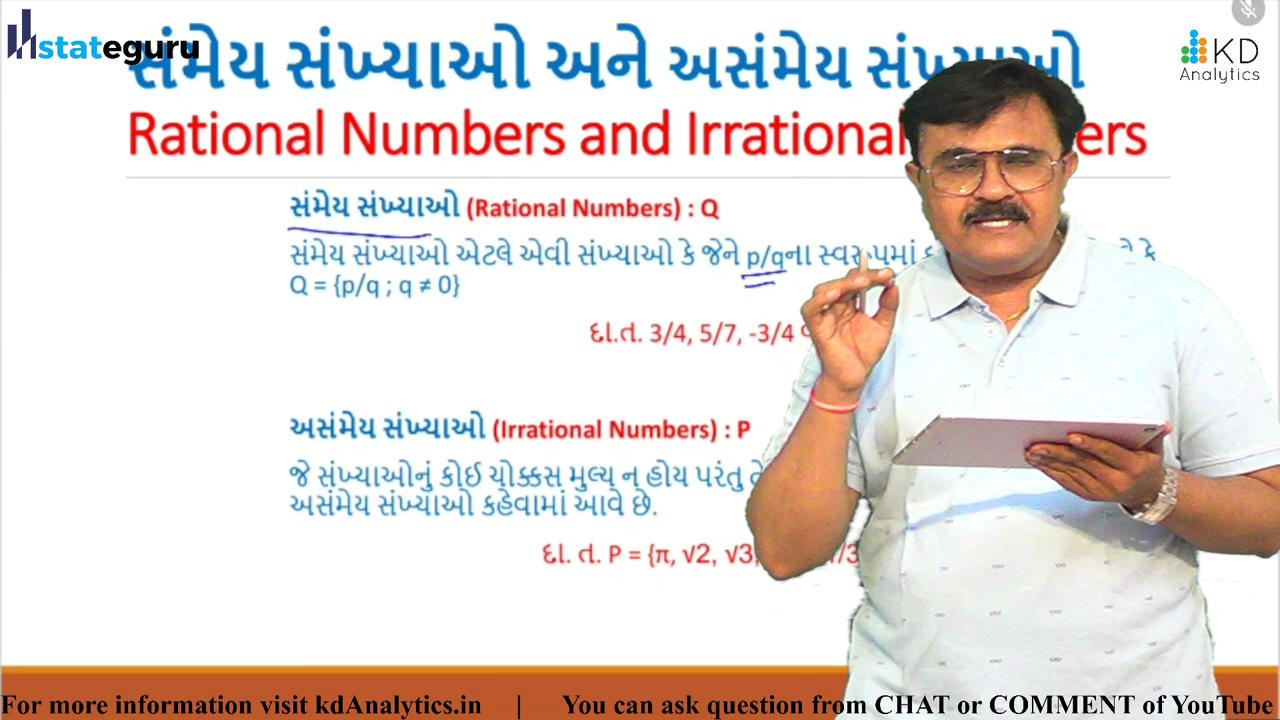 stateguru
સંમેય સંખ્યાઓ અને અસંમેય સંખ્યાઓ
KD
Analytics
Rational Numbers and Irrational
સંમેય સંખ્યાઓ (Rational Numbers) : Q
સંમેય સંખ્યાઓ એટલે એવી સંખ્યાઓ કે જેને p/qના કે
Q = {p/q ; q ≠ 0}
દા.ત. 3/4, 5/7, -3/4
અસંમેય સંખ્યાઓ (Irrational Numbers) : P
જે સંખ્યાઓનું કોઈ ચોક્કસ મુલ્ય ન હોય પરંતુ
અસંમેય સંખ્યાઓ કહેવામાં આવે છે.
દા. ત. P = {π, √2, √3,
For more information visit kdAnalytics.in | You can ask question from CHAT or COMMENT of YouTube